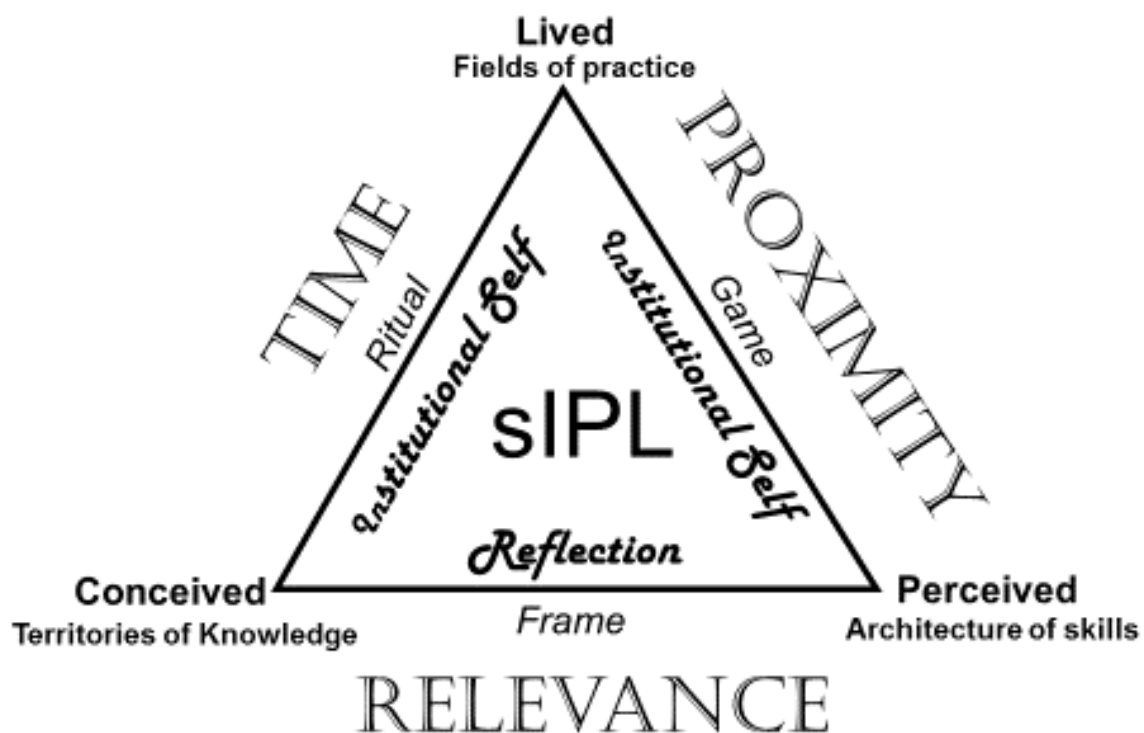 Lived
Fields of practice
TIME
PROXIMITY
Ritual
Institutional Self
Institutional Self
Game
sIPL
Reflection
Conceived
Territories of Knowledge
Frame
Perceived
Architecture of skills
RELEVANCE